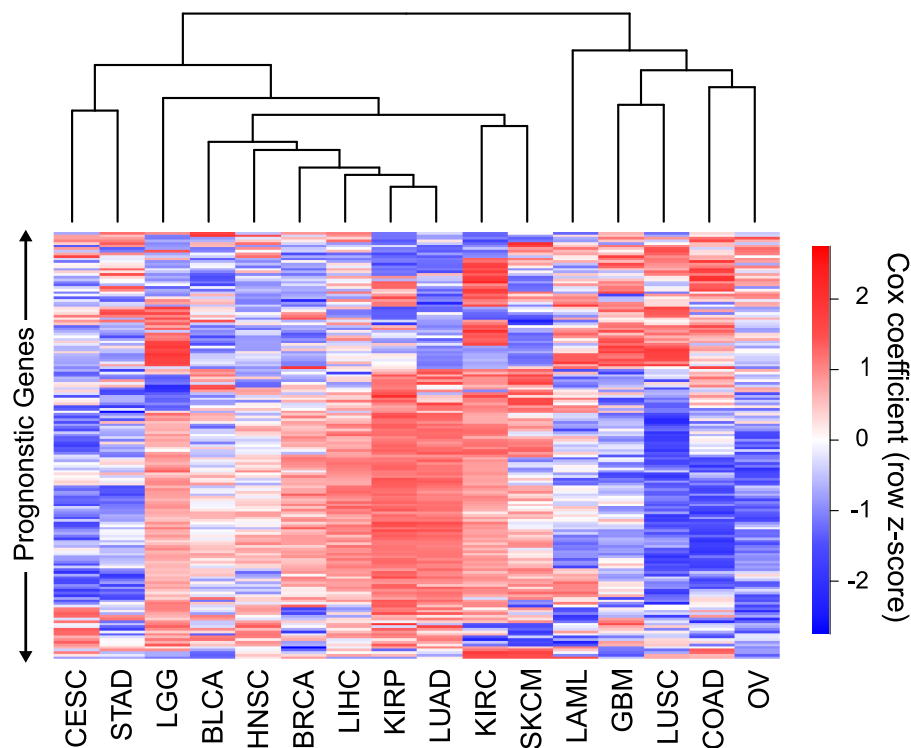 Prognonstic Genes
2
1
0
-1
-2
Cox coefficient (row z-score)
CESC
STAD
LGG
BLCA
HNSC
BRCA
LIHC
KIRP
LUAD
KIRC
SKCM
LAML
GBM
LUSC
COAD
OV